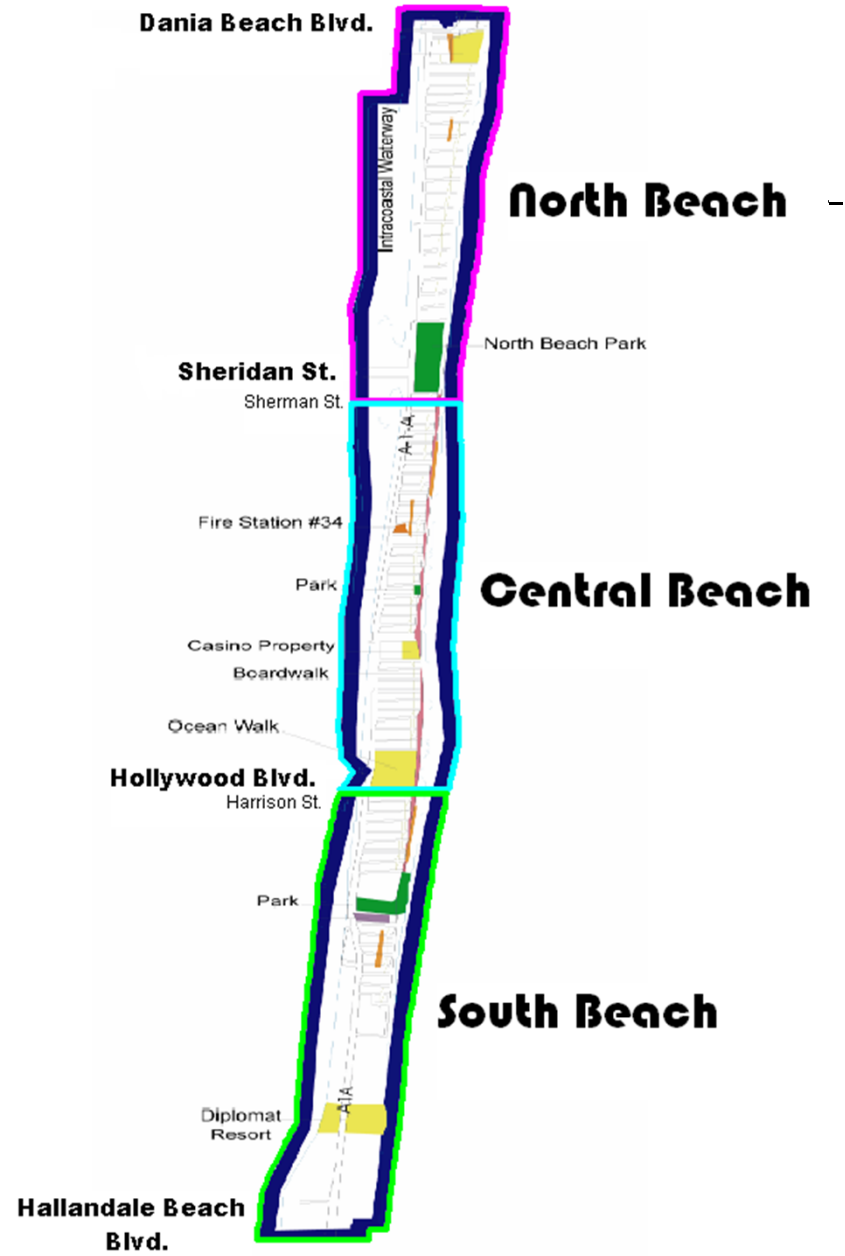 Dania Beach Blvd.
Intracoastal Waterway
North Beach
North Beach Park
Sheridan St.
Sherman St.
A-1-A
Fire Station #34
Park
Central Beach
Casino Property
Boardwalk
Ocean Walk
Hollywood Blvd.
Harrison St.
Park
South Beach
A1A
Diplomat
Resort
Hallandale Beach
Blvd.